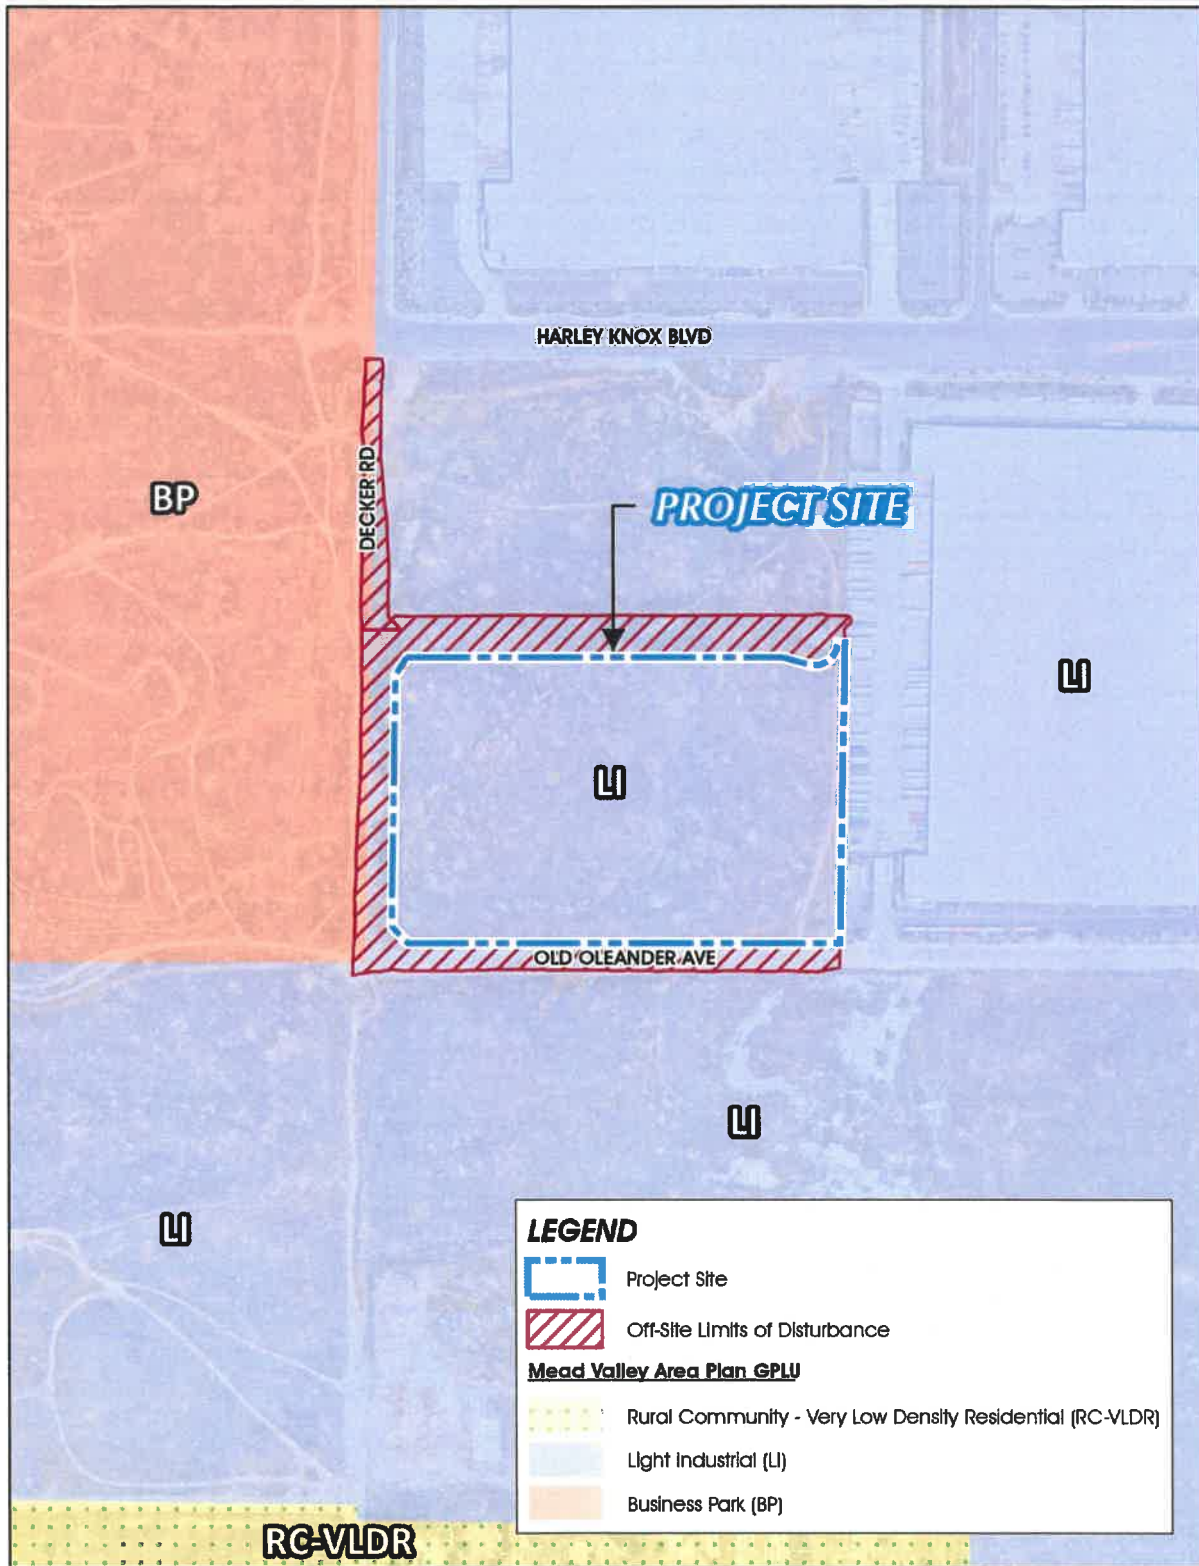 HARLEY KNOX BLVD
BP
DECKER RD
PROJECT SITE
LI
LI
OLD OLEANDER AVE
LI
LI
LEGEND
Project Site
Off-Site Limits of Disturbance
Mead Valley Area Plan GPLU
Rural Community - Very Low Density Residential (RC-VLDR)
Light Industrial (LI)
Business Park (BP)
RC-VLDR